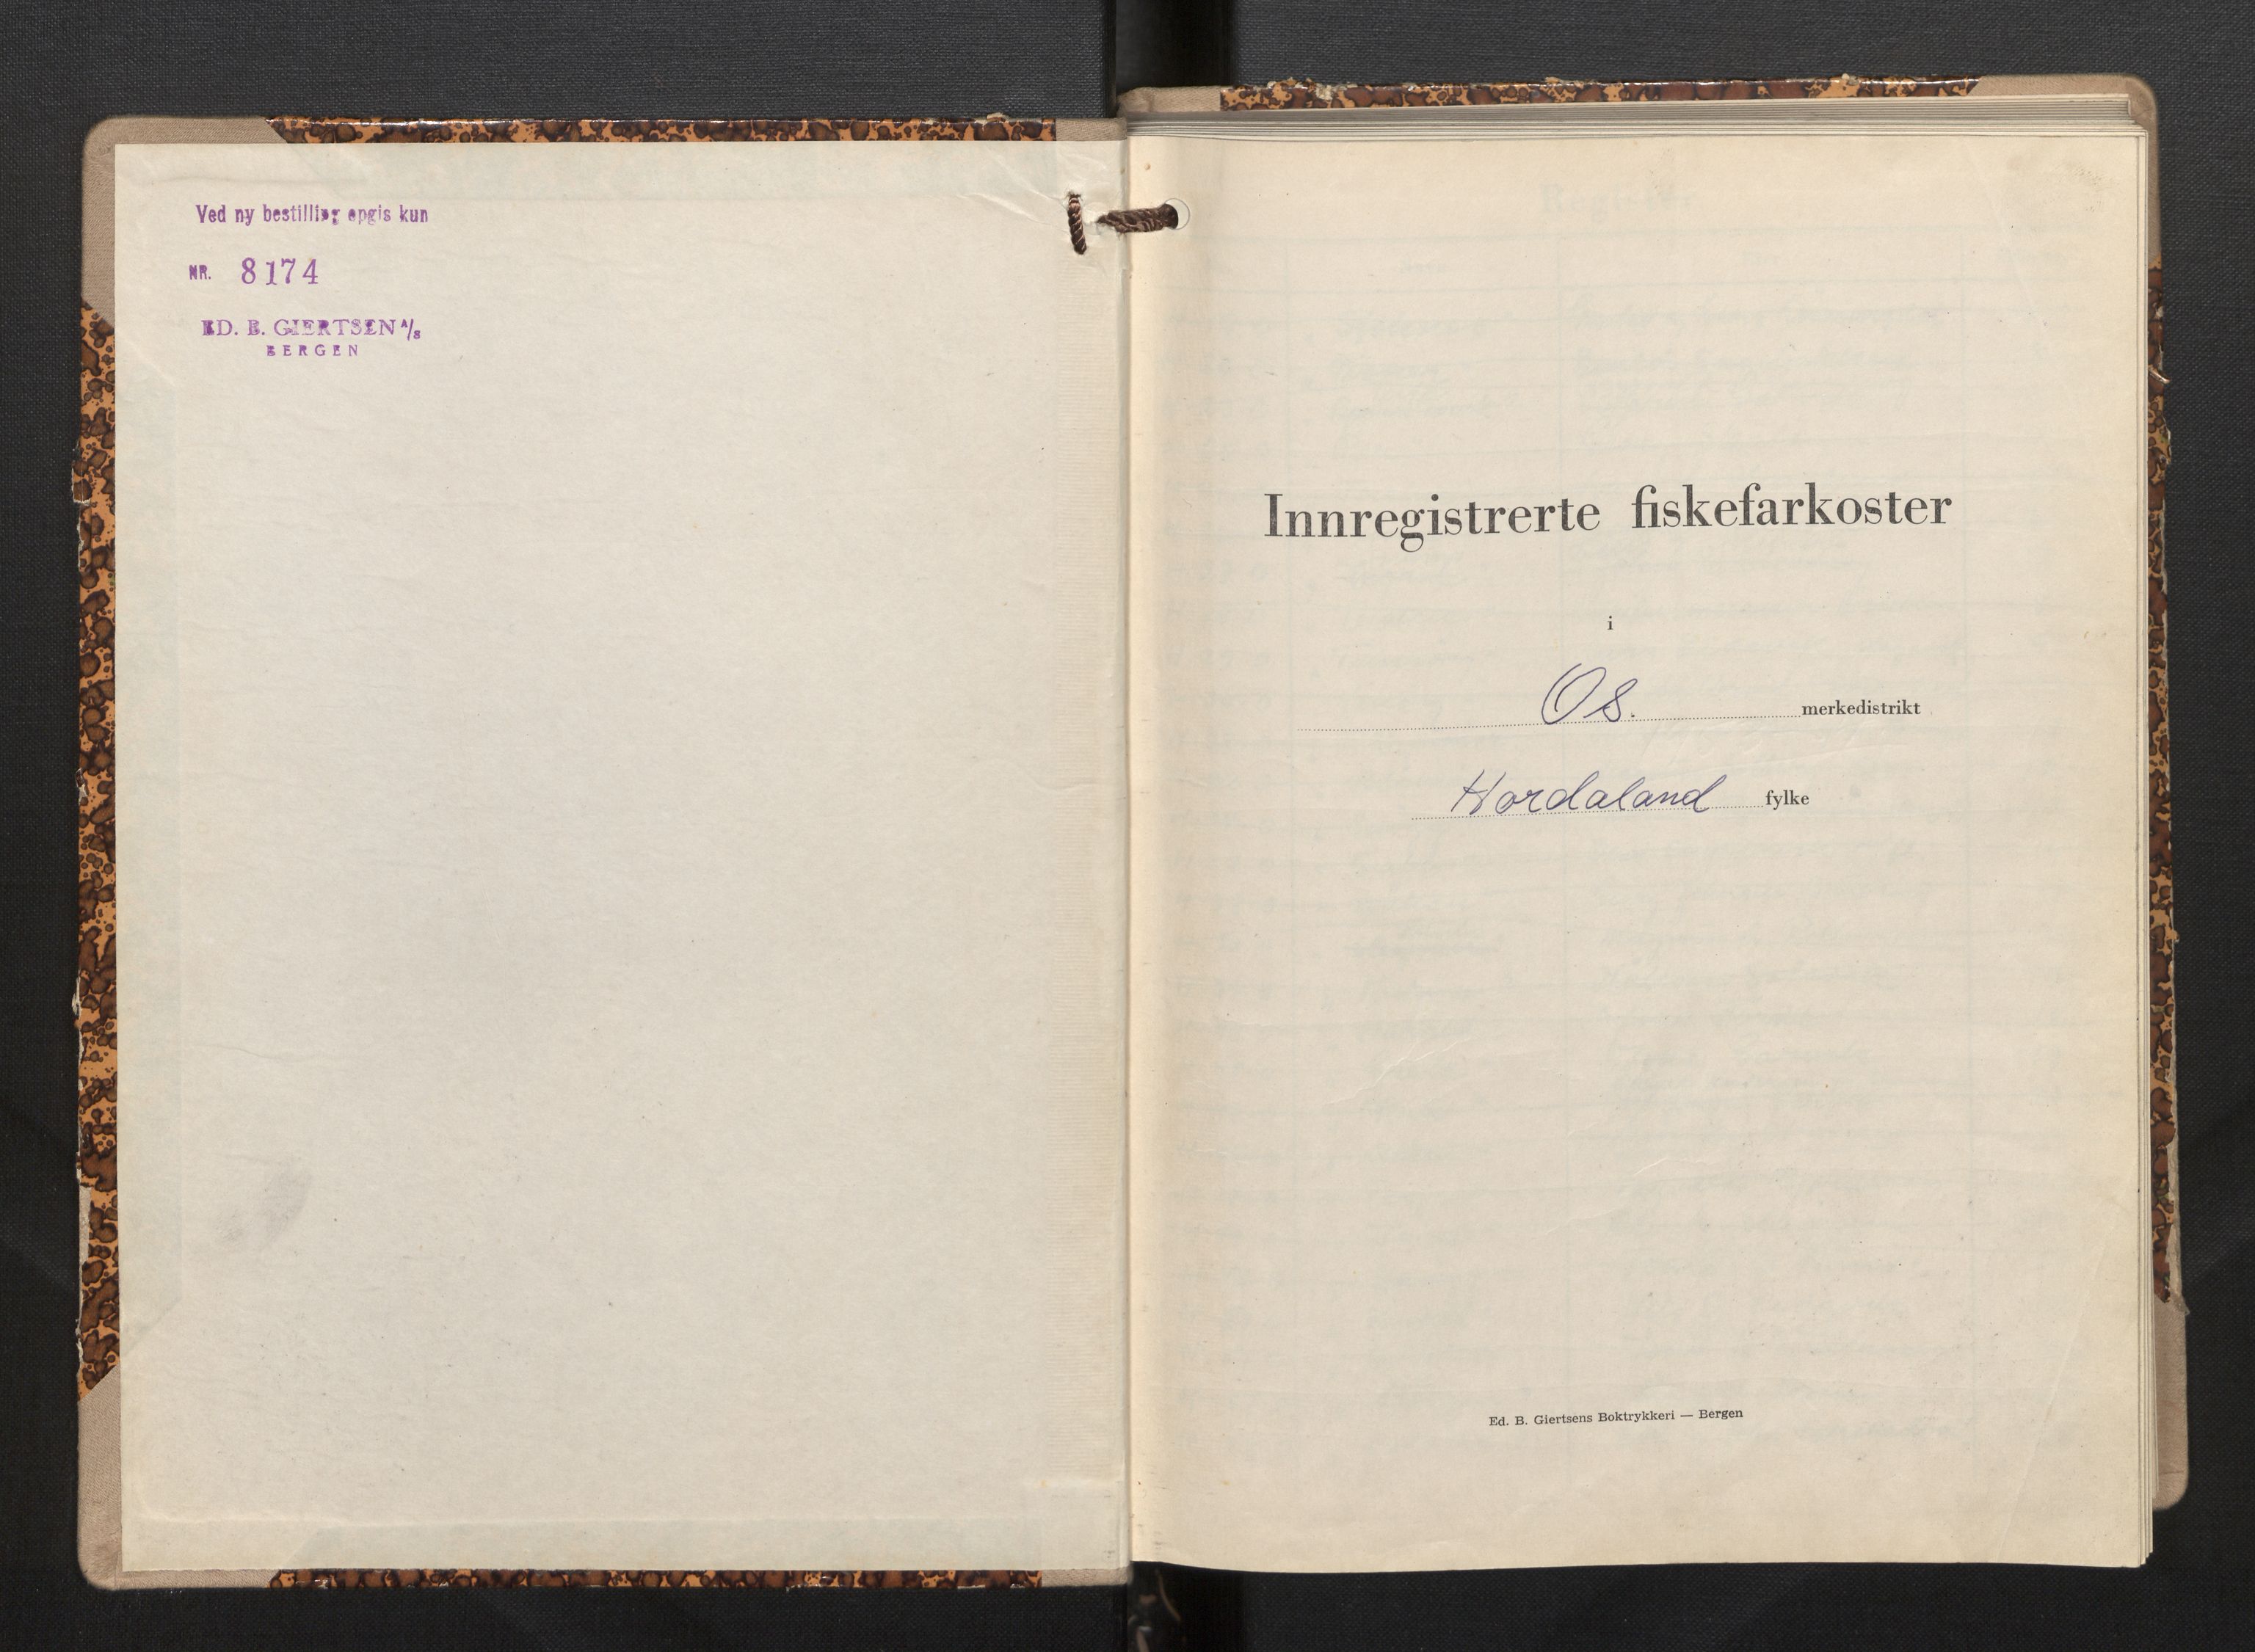 Ved ny bestilling opgis kun
NR. 8174
ED. B. GIERTSEN A/S
BERGEN
Innregistrerte fiskefarkoster
i
Os. merkedistrikt
Hordaland fylke
Ed. B. Giertsens Boktrykkeri — Bergen